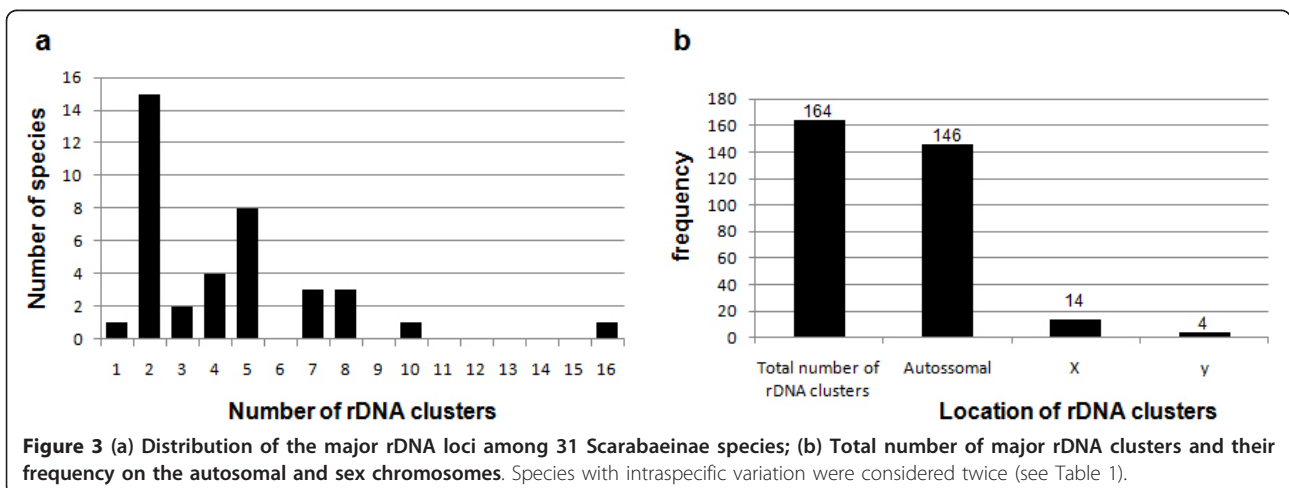 a
16
14
12
10
8
6
4
2
0
Number of species
1 2 3 4 5 6 7 8 9 10 11 12 13 14 15 16
Number of rDNA clusters
b
180
160
140
120
100
80
60
40
20
0
frequency
164
146
14
4
Total number of
rDNA clusters
Autossomal
X
y
Location of rDNA clusters
Figure 3 (a) Distribution of the major rDNA loci among 31 Scarabaeinae species; (b) Total number of major rDNA clusters and their
frequency on the autosomal and sex chromosomes. Species with intraspecific variation were considered twice (see Table 1).